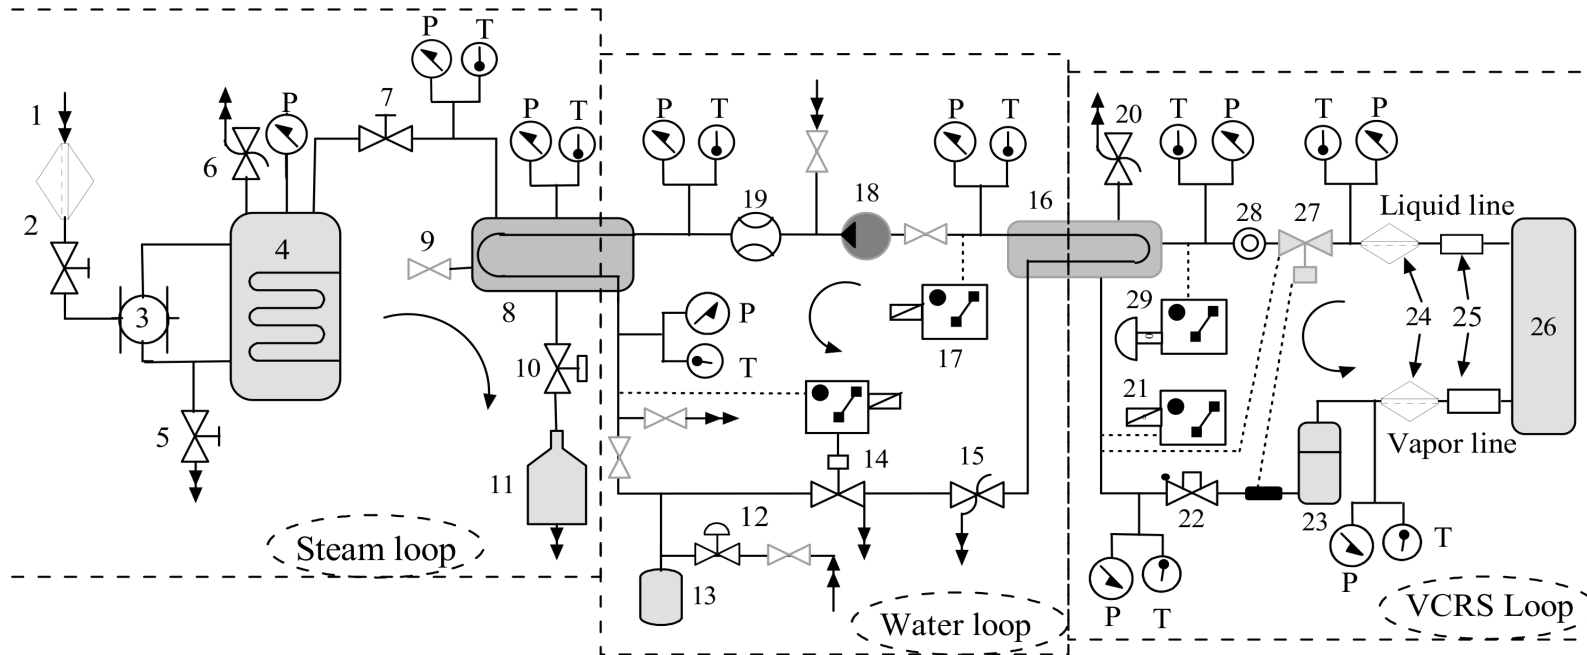 P T
7
1
P
6
P T
P T
P T
20
T P
T P
2
19
18
16
28
27
Liquid line
4
9
3
8
P
T
17
29
24
25
26
10
21
5
11
14
15
Vapor line
12
22
23
Steam loop
13
P T
P
T
Water loop
VCRS Loop